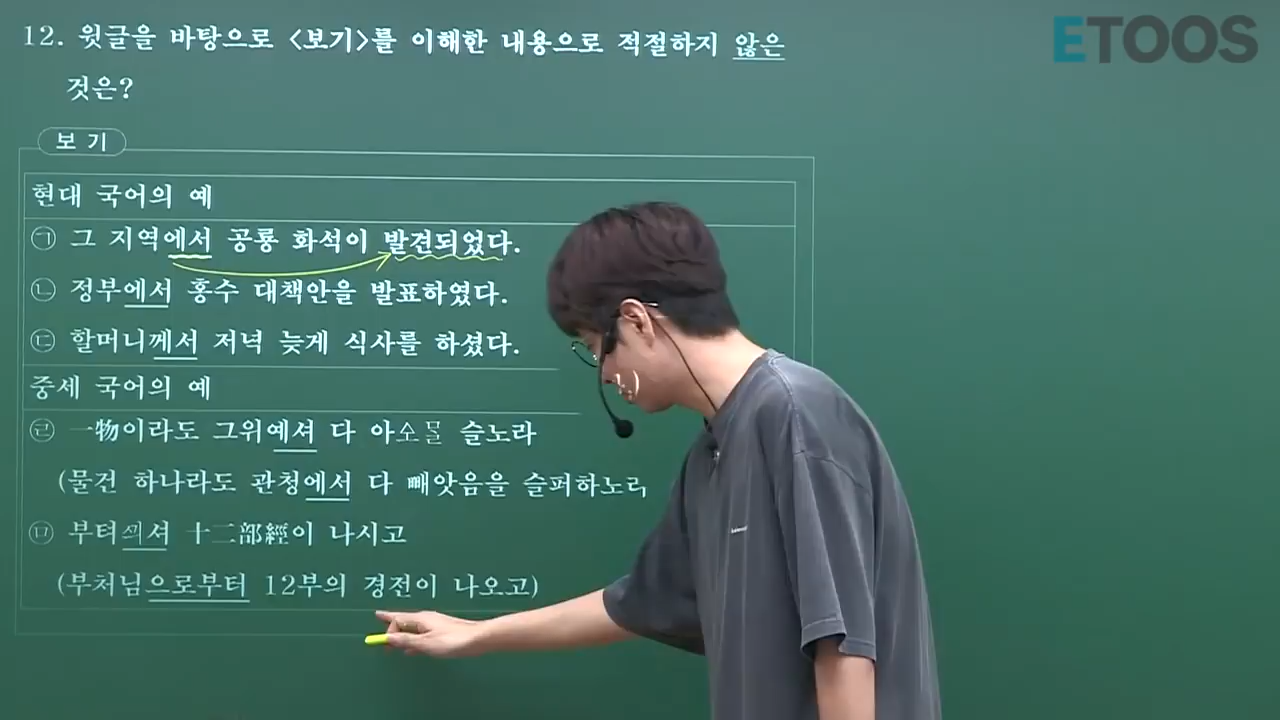 12. 윗글을 바탕으로 <보기>를 이해한 내용으로 적절하지 않은
것은?
ETOOS
보 기
현대 국어의 예
㉠ 그 지역에서 공룡 화석이 발견되었다.
㉡ 정부에서 홍수 대책안을 발표하였다.
㉢ 할머니께서 저녁 늦게 식사를 하셨다.
중세 국어의 예
㉣ 一物이라도 그위예셔 다 아ᅀᅩᄆᆞᆯ 슬노라
(물건 하나라도 관청에서 다 빼앗음을 슬퍼하노라
㉤ 부텨ᄭᅴ셔 十二部經이 나시고
(부처님으로부터 12부의 경전이 나오고)